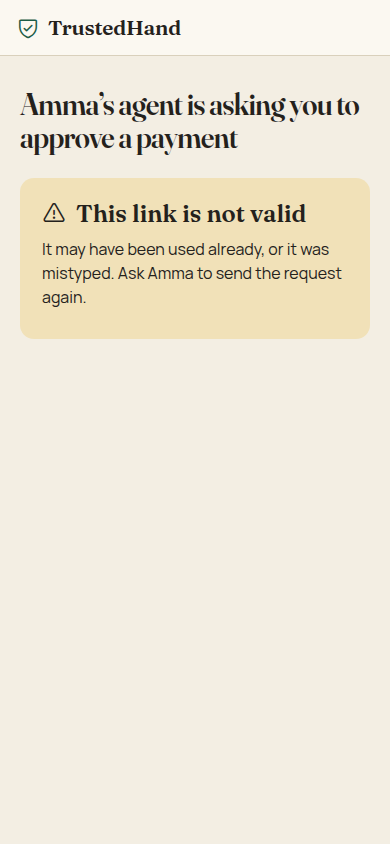 TrustedHand
Amma’s agent is asking you to
approve a payment
This link is not valid
It may have been used already, or it was
mistyped. Ask Amma to send the request
again.